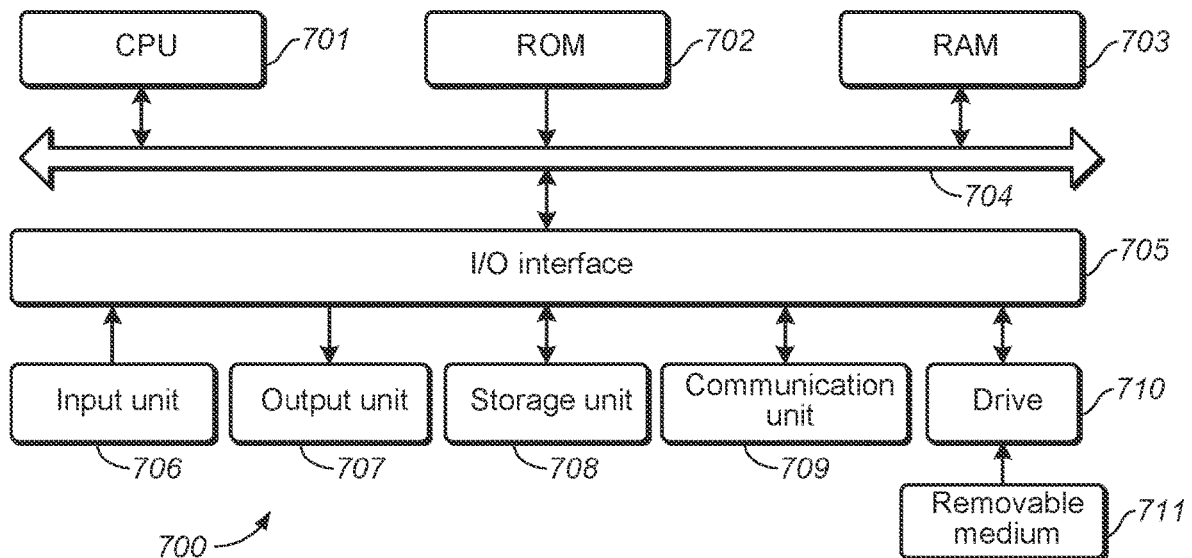 CPU 701
ROM 702
RAM 703
704
I/O interface 705
Input unit
Output unit
Storage unit
Communication
unit
Drive 710
706
707
708
709
Removable
medium 711
700